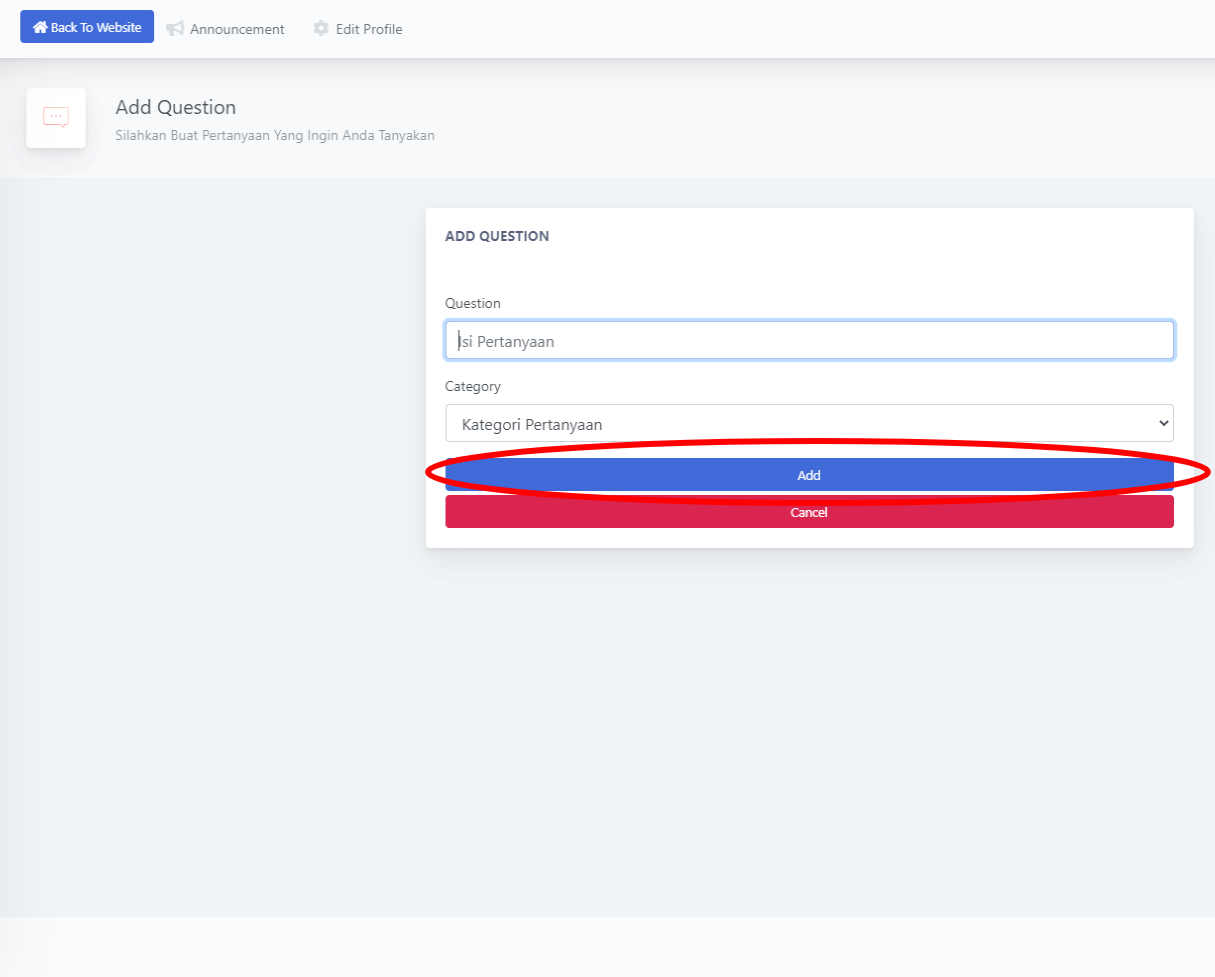 Back To Website
Announcement
Edit Profile
Add Question
Silahkan Buat Pertanyaan Yang Ingin Anda Tanyakan
ADD QUESTION
Question
Isi Pertanyaan
Category
Kategori Pertanyaan
Add
Cancel